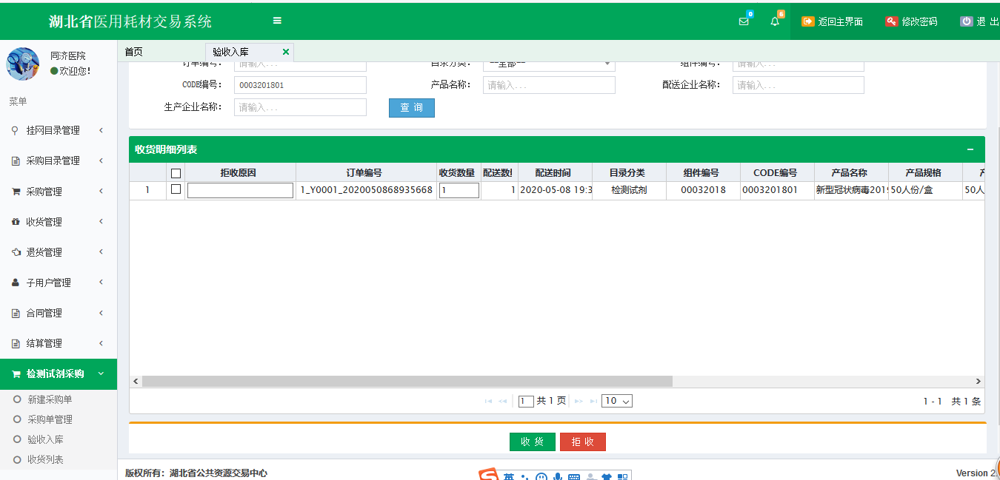 湖北省医用耗材交易系统
0
6
返回主界面
修改密码
退 出
同济医院
欢迎您!
首页
验收入库
菜单
订单编号: 请输入... 目录分类: --全部-- 组件编号: 请输入...
CODE编号: 0003201801 产品名称: 请输入... 配送企业名称: 请输入...
生产企业名称: 请输入... 查 询
挂网目录管理
采购目录管理
采购管理
收货管理
退货管理
子用户管理
合同管理
结算管理
检测试剂采购
新建采购单
采购单管理
验收入库
收货列表
收货明细列表
拒收原因 订单编号 收货数量 配送数 配送时间 目录分类 组件编号 CODE编号 产品名称 产品规格
1 1_Y0001_2020050868935668 1 1 2020-05-08 19:3 检测试剂 00032018 0003201801 新型冠状病毒201 50人份/盒 50人
1 共 1 页 10
1 - 1 共 1 条
收 货
拒 收
版权所有: 湖北省公共资源交易中心
英
Version 2.